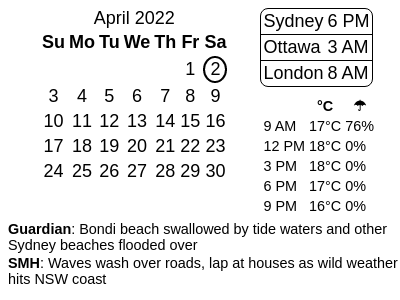 April 2022
Su Mo Tu We Th Fr Sa
1 2
3 4 5 6 7 8 9
10 11 12 13 14 15 16
17 18 19 20 21 22 23
24 25 26 27 28 29 30
Sydney 6 PM
Ottawa 3 AM
London 8 AM
°C ☂
9 AM 17°C 76%
12 PM 18°C 0%
3 PM 18°C 0%
6 PM 17°C 0%
9 PM 16°C 0%
Guardian: Bondi beach swallowed by tide waters and other
Sydney beaches flooded over
SMH: Waves wash over roads, lap at houses as wild weather
hits NSW coast